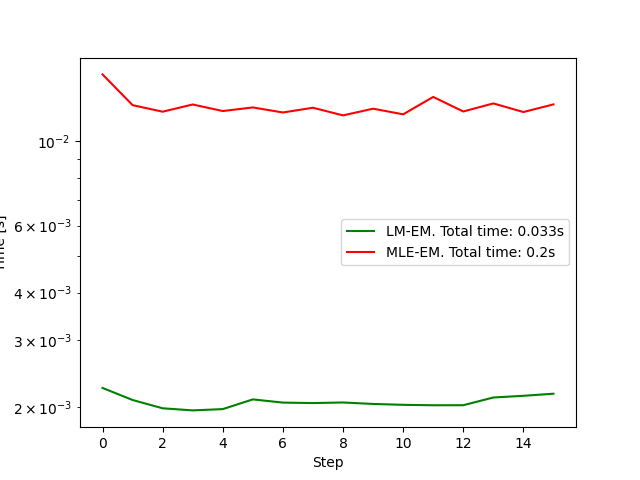 10⁻²
6 × 10⁻³
4 × 10⁻³
3 × 10⁻³
2 × 10⁻³
Time [s]
LM-EM. Total time: 0.033s
MLE-EM. Total time: 0.2s
0 2 4 6 8 10 12 14
Step